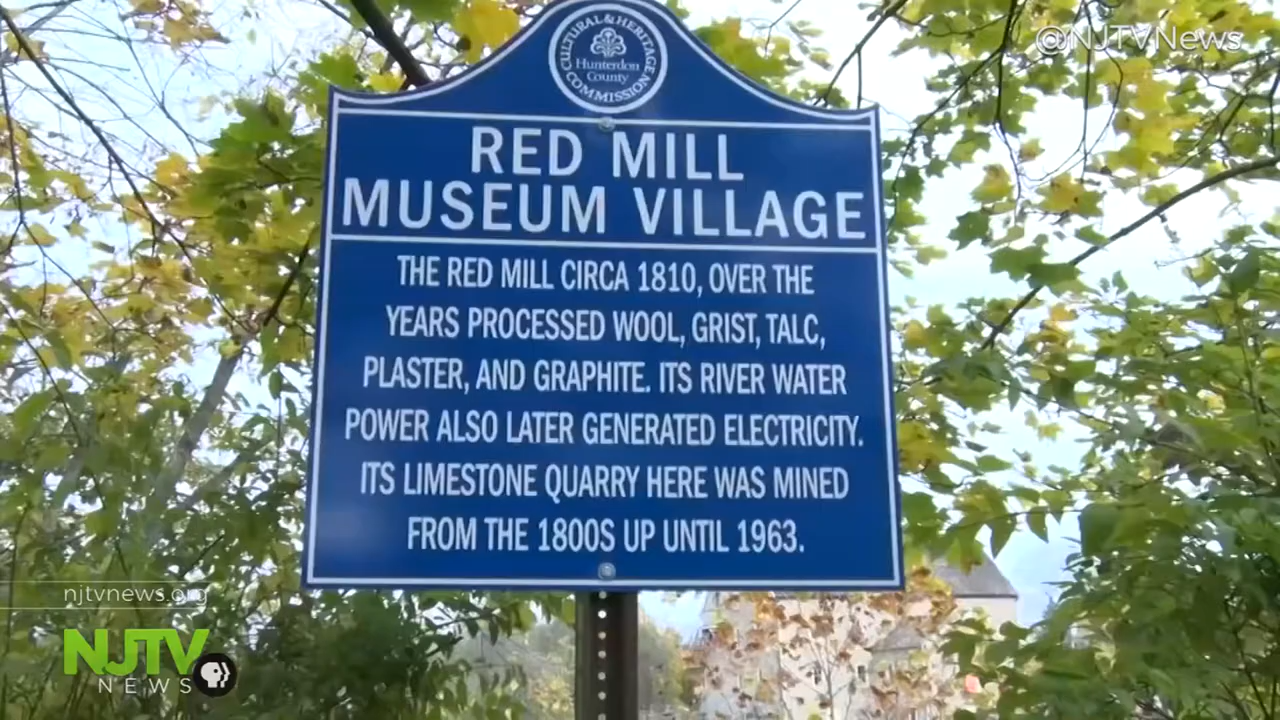 @NJTVNews
CULTURAL & HERITAGE
Hunterdon
County
COMMISSION
RED MILL
MUSEUM VILLAGE
THE RED MILL CIRCA 1810, OVER THE
YEARS PROCESSED WOOL, GRIST, TALC,
PLASTER, AND GRAPHITE. ITS RIVER WATER
POWER ALSO LATER GENERATED ELECTRICITY.
ITS LIMESTONE QUARRY HERE WAS MINED
FROM THE 1800S UP UNTIL 1963.
njtvnews.org
NJTV
NEWS